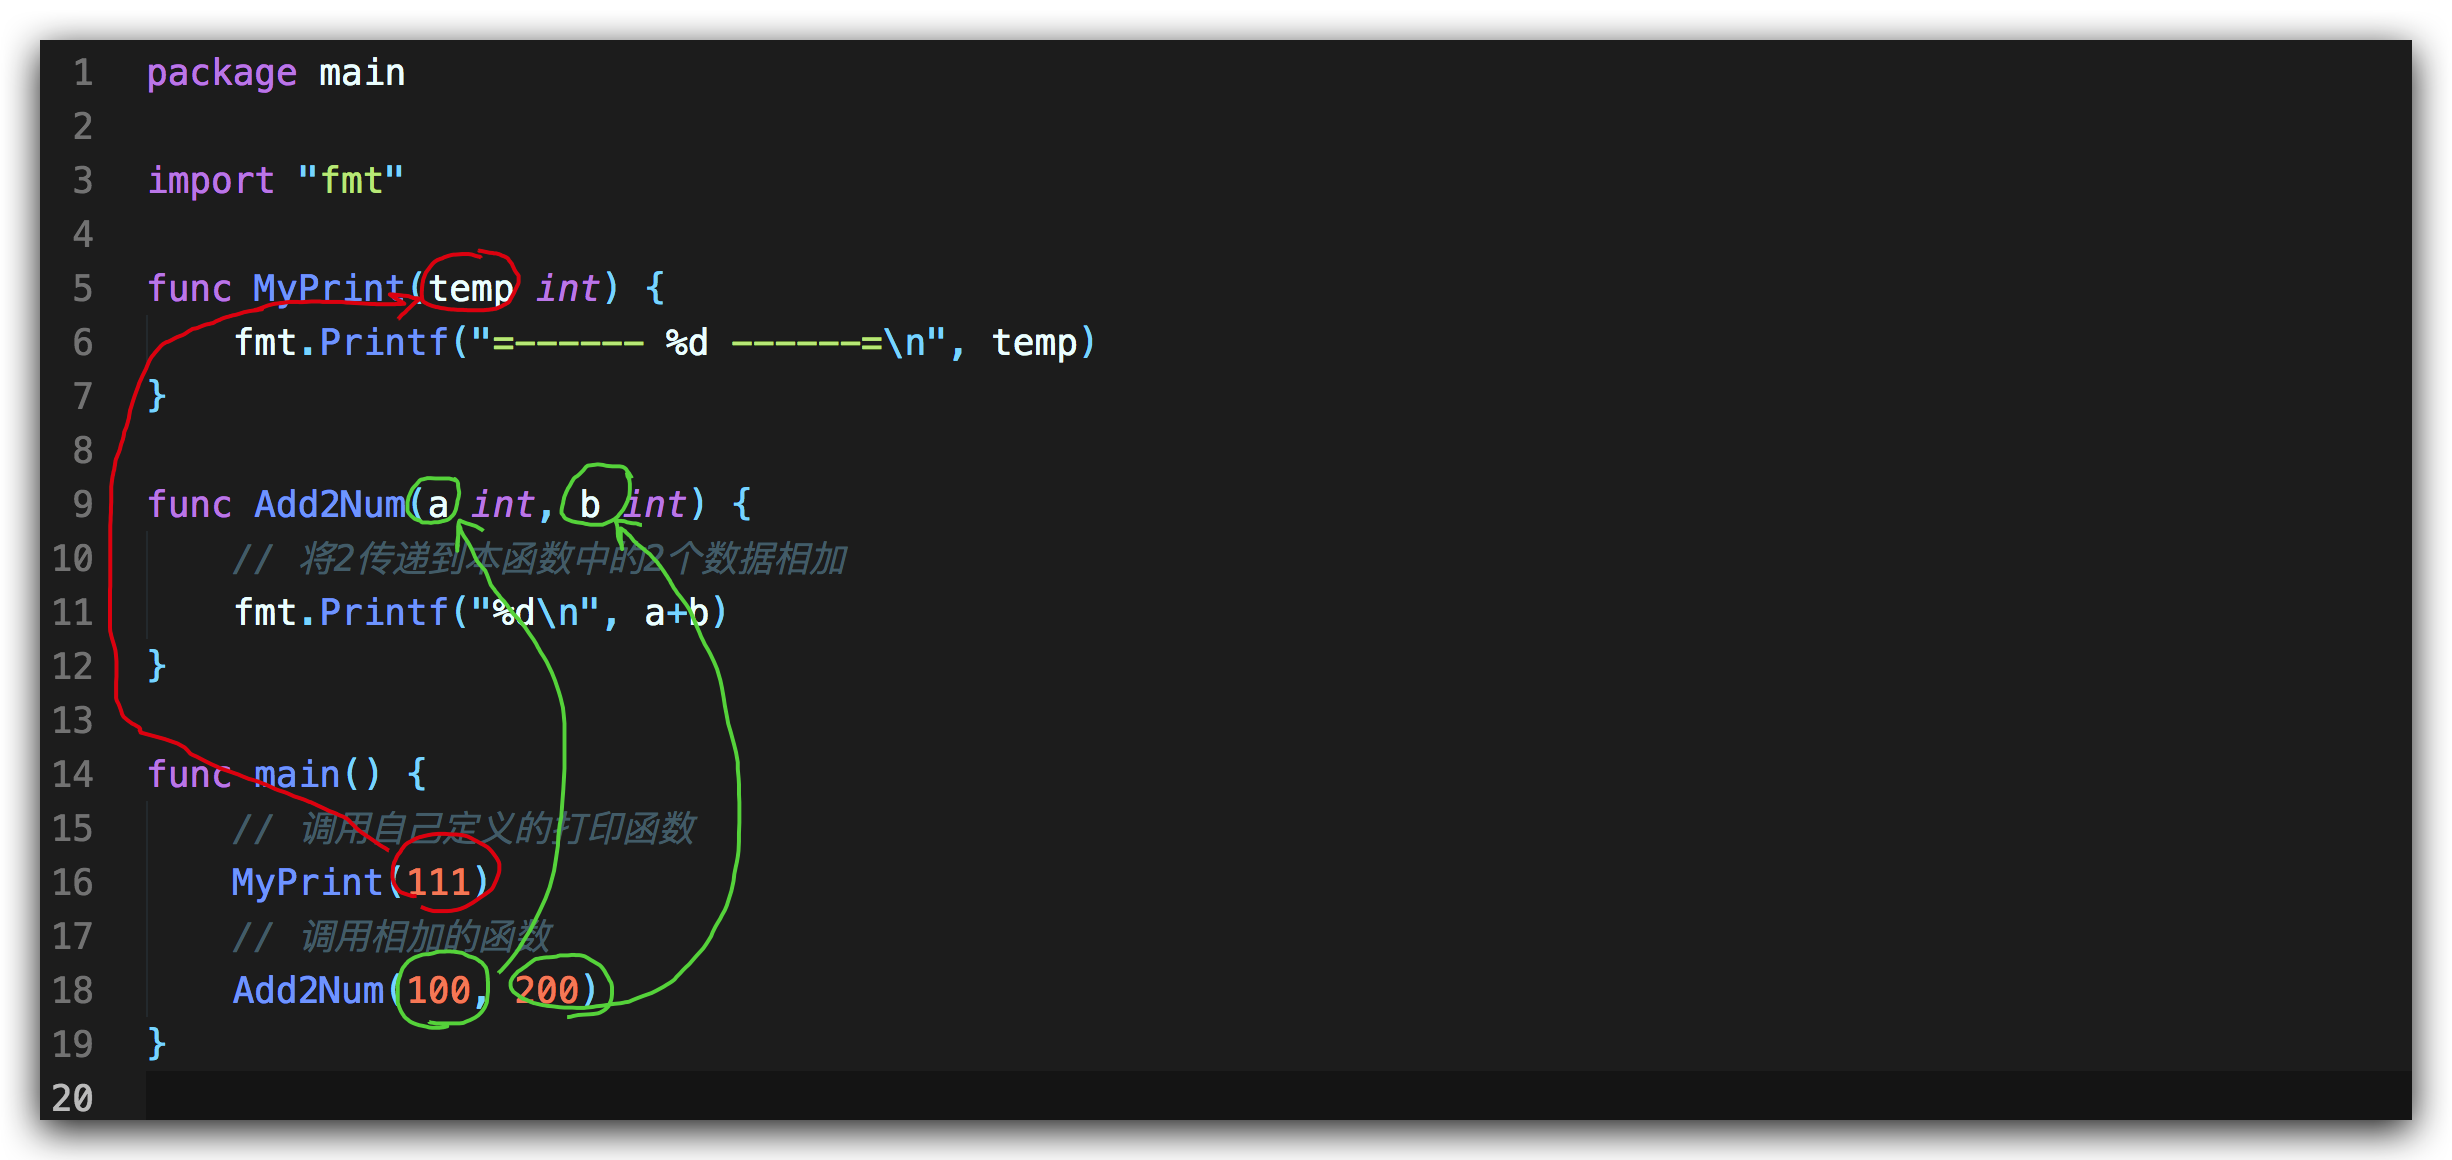 1 package main
2
3 import "fmt"
4
5 func MyPrint(temp int) {
6     fmt.Printf("=------ %d ------=\n", temp)
7 }
8
9 func Add2Num(a int, b int) {
10     // 将2传递到本函数中的2个数据相加
11     fmt.Printf("%d\n", a+b)
12 }
13
14 func main() {
15     // 调用自己定义的打印函数
16     MyPrint(111)
17     // 调用相加的函数
18     Add2Num(100, 200)
19 }
20